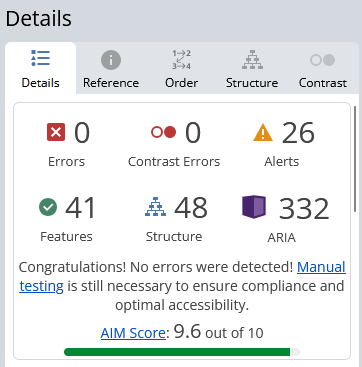 Details
Details Reference Order Structure Contrast
0 0 26
Errors Contrast Errors Alerts
41 48 332
Features Structure ARIA
Congratulations! No errors were detected! Manual
testing is still necessary to ensure compliance and
optimal accessibility.
AIM Score: 9.6 out of 10